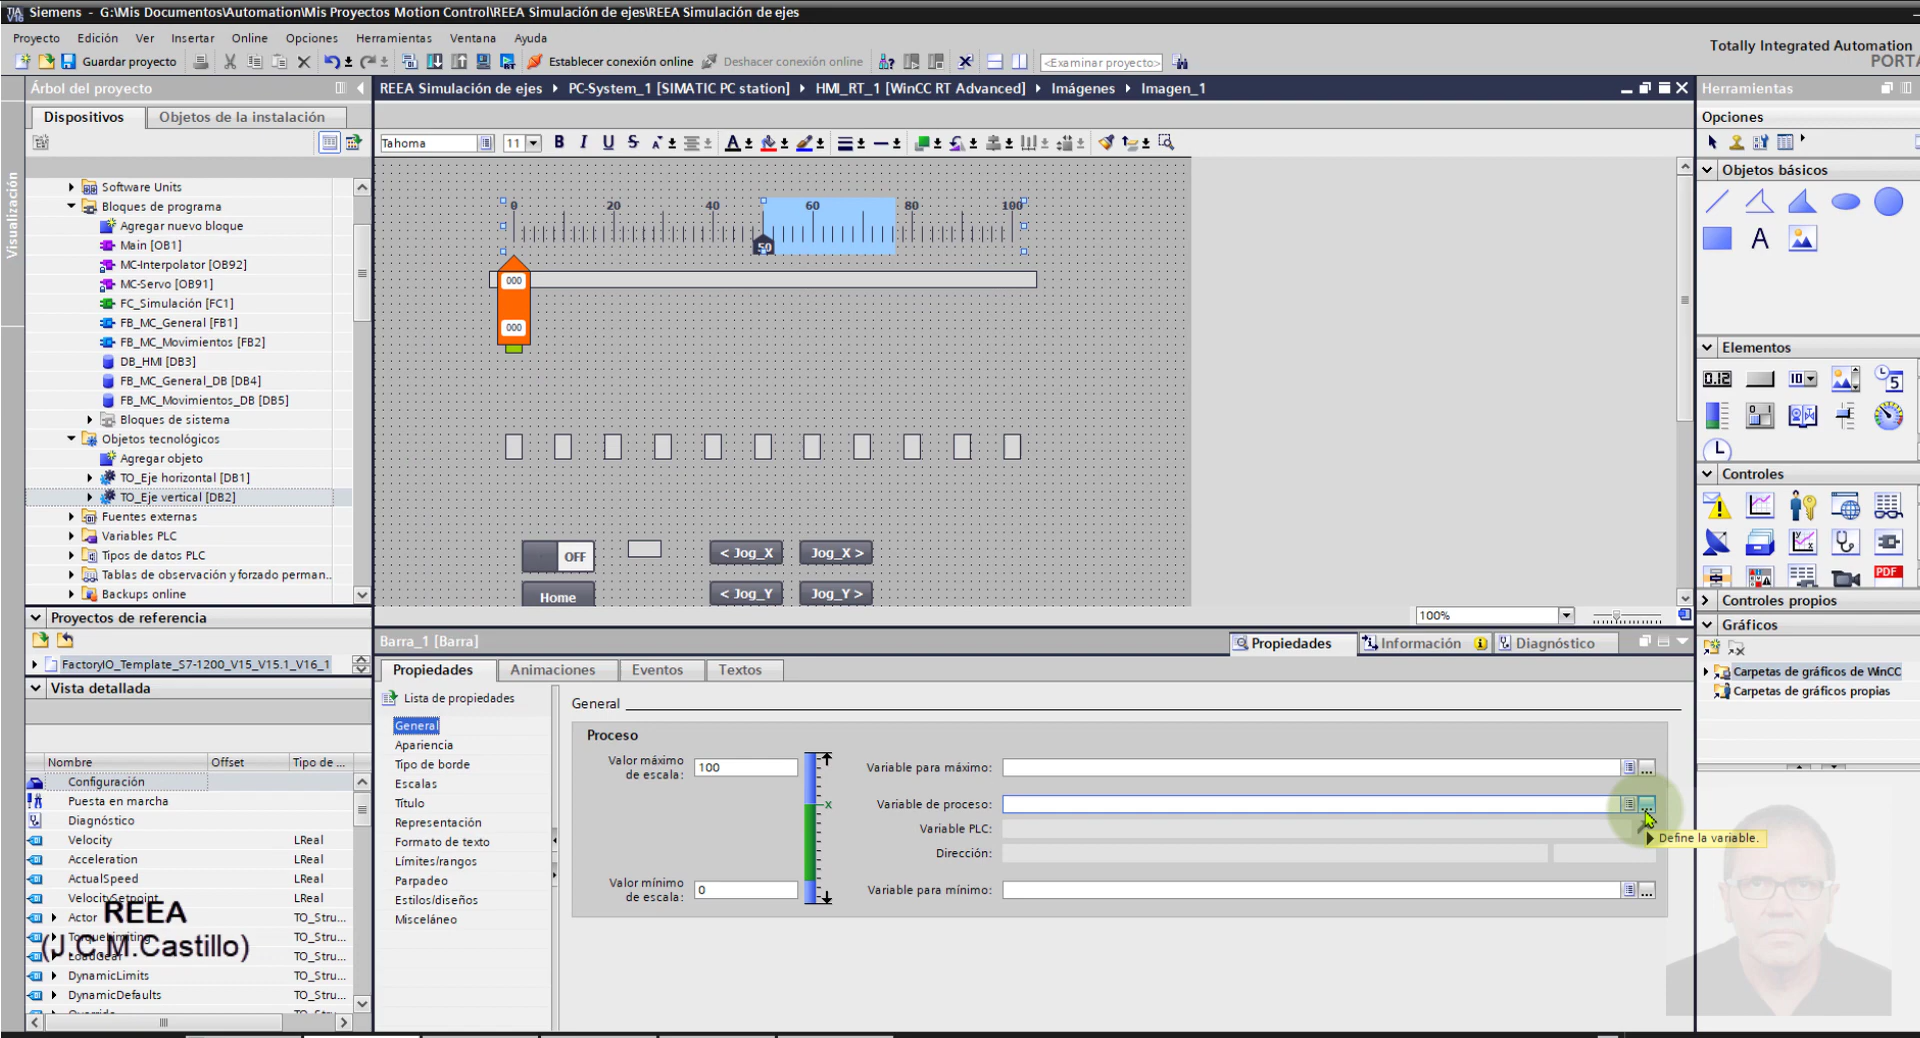 Siemens - G:\Mis Documentos\Automation\Mis Proyectos Motion Control\REEA Simulación de ejes\REEA Simulación de ejes
Proyecto Edición Ver Insertar Online Opciones Herramientas Ventana Ayuda
Totally Integrated Automation
PORTA
Guardar proyecto
Establecer conexión online
Deshacer conexión online
<Examinar proyecto>
Árbol del proyecto
REEA Simulación de ejes PC-System_1 [SIMATIC PC station] HMI_RT_1 [WinCC RT Advanced] Imágenes Imagen_1
Herramientas
Dispositivos
Objetos de la instalación
Opciones
Visualización
Tahoma
11
B I U S A
Software Units
Bloques de programa
Agregar nuevo bloque
Main [OB1]
MC-Interpolator [OB92]
MC-Servo [OB91]
FC_Simulación [FC1]
FB_MC_General [FB1]
FB_MC_Movimientos [FB2]
DB_HMI [DB3]
FB_MC_General_DB [DB4]
FB_MC_Movimientos_DB [DB5]
Bloques de sistema
Objetos tecnológicos
Agregar objeto
TO_Eje horizontal [DB1]
TO_Eje vertical [DB2]
Fuentes externas
Variables PLC
Tipos de datos PLC
Tablas de observación y forzado perman...
Backups online
0 20 40 60 80 100
50
000
000
OFF
< Jog_X
Jog_X >
Home
< Jog_Y
Jog_Y >
100%
Objetos básicos
A
Elementos
0.12
10
5
Controles
PDF
Controles propios
Gráficos
Carpetas de gráficos de WinCC
Carpetas de gráficos propias
Proyectos de referencia
FactoryIO_Template_S7-1200_V15_V15.1_V16_1
Vista detallada
Nombre Offset Tipo de ...
Configuración
Puesta en marcha
Diagnóstico
Velocity LReal
Acceleration LReal
ActualSpeed LReal
VelocitySetpoint LReal
Actor TO_Stru...
TorqueLimiting TO_Stru...
LoadGear TO_Stru...
DynamicLimits TO_Stru...
DynamicDefaults TO_Stru...
REEA
(J.C.M.Castillo)
Barra_1 [Barra]
Propiedades
Información
Diagnóstico
Propiedades
Animaciones
Eventos
Textos
Lista de propiedades
General
Apariencia
Tipo de borde
Escalas
Título
Representación
Formato de texto
Límites/rangos
Parpadeo
Estilos/diseños
Misceláneo
General
Proceso
Valor máximo
de escala:
100
Variable para máximo:
Variable de proceso:
x
Variable PLC:
Define la variable.
Dirección:
Valor mínimo
de escala:
0
Variable para mínimo: